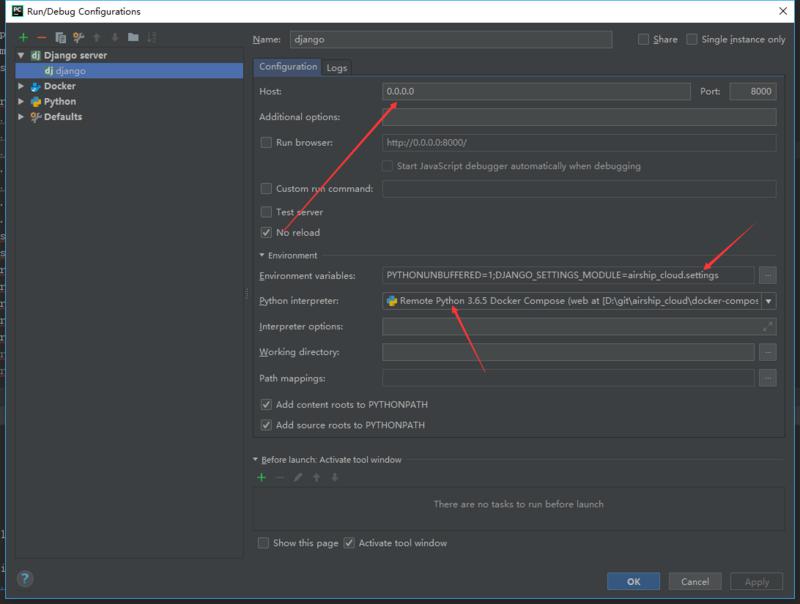 Run/Debug Configurations
Name: django
Share
Single instance only
Django server
django
Docker
Python
Defaults
Configuration
Logs
Host: 0.0.0.0
Port: 8000
Additional options:
Run browser: http://0.0.0.0:8000/
Start JavaScript debugger automatically when debugging
Custom run command:
Test server
No reload
Environment
Environment variables: PYTHONUNBUFFERED=1;DJANGO_SETTINGS_MODULE=airship_cloud.settings
Python interpreter: Remote Python 3.6.5 Docker Compose (web at [D:\git\airship_cloud\docker-compos
Interpreter options:
Working directory:
Path mappings:
Add content roots to PYTHONPATH
Add source roots to PYTHONPATH
Before launch: Activate tool window
There are no tasks to run before launch
Show this page
Activate tool window
OK
Cancel
Apply